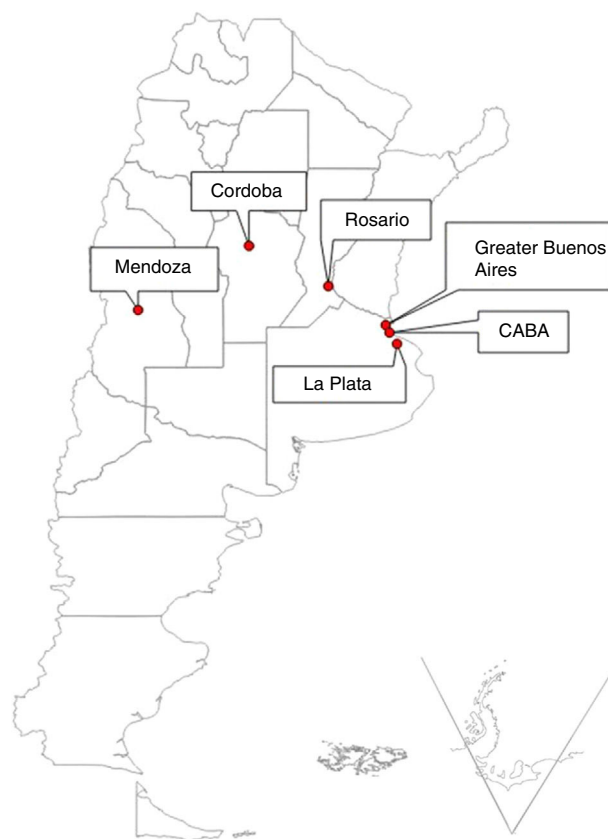 Cordoba
Rosario
Greater Buenos
Aires
Mendoza
CABA
La Plata